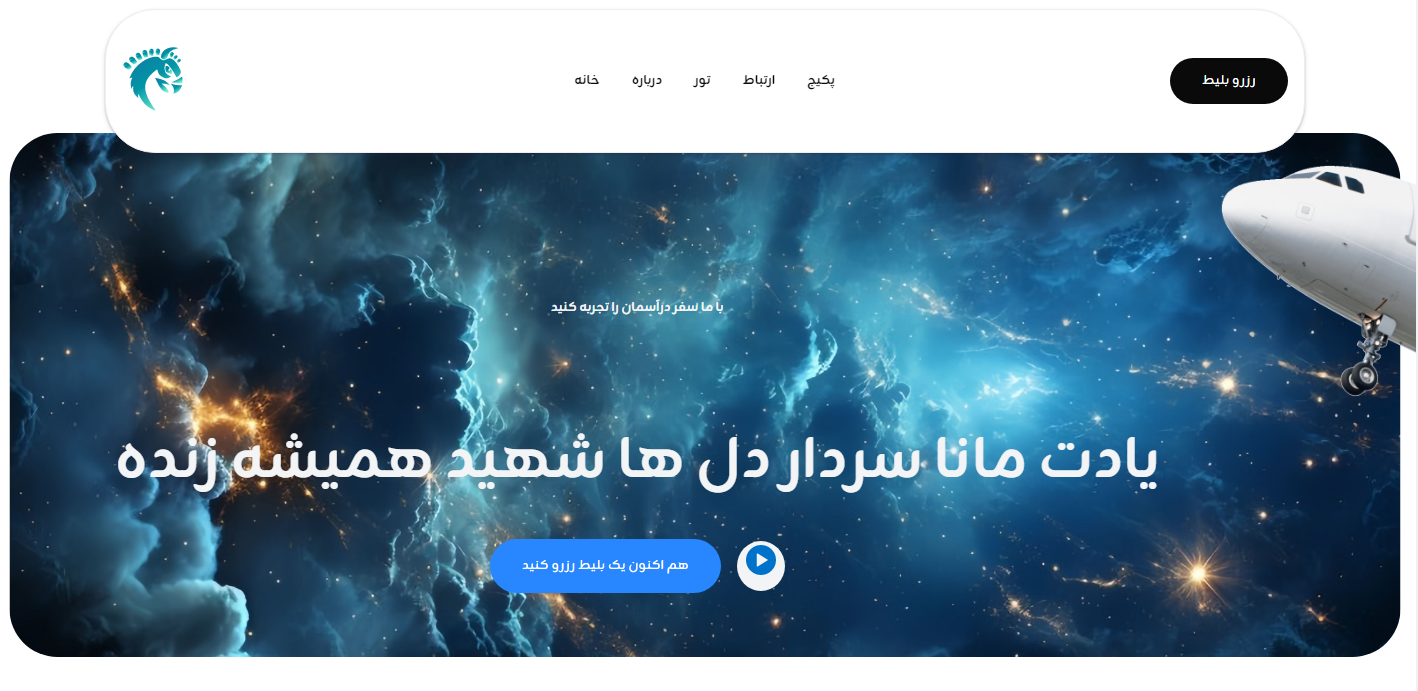 رزرو بلیط
پکیج
ارتباط
تور
درباره
خانه
با ما سفر درآسمان را تجربه کنید
یادت مانا سردار دل ها شهید همیشه زنده
هم اکنون یک بلیط رزرو کنید